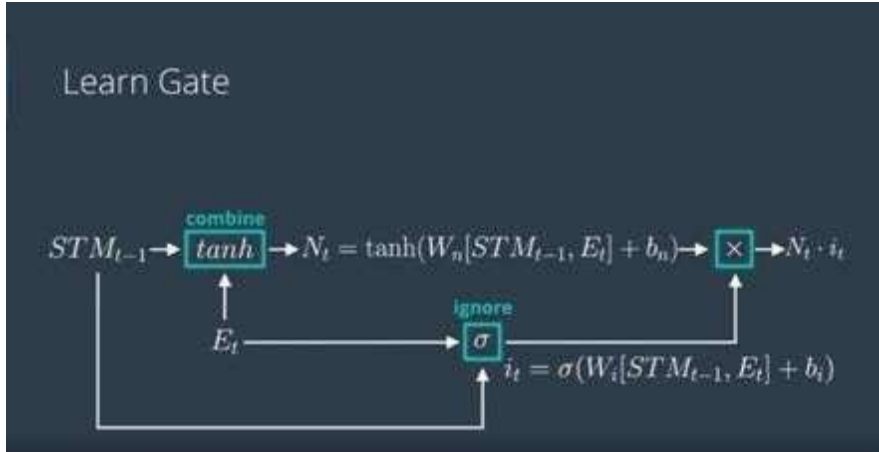 Learn Gate
combine
STM_{t-1} tanh N_t = tanh(W_n[STM_{t-1}, E_t] + b_n) × N_t · i_t
ignore
E_t σ
i_t = σ(W_i[STM_{t-1}, E_t] + b_i)